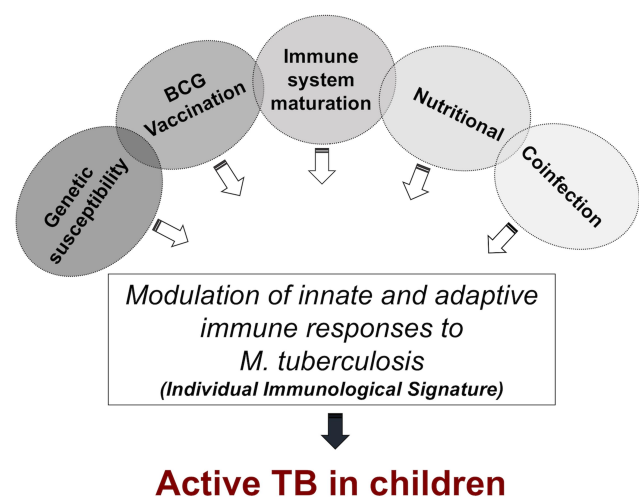 Genetic
susceptibility
BCG
Vaccination
Immune
system
maturation
Nutritional
Coinfection
Modulation of innate and adaptive
immune responses to
M. tuberculosis
(Individual Immunological Signature)
Active TB in children